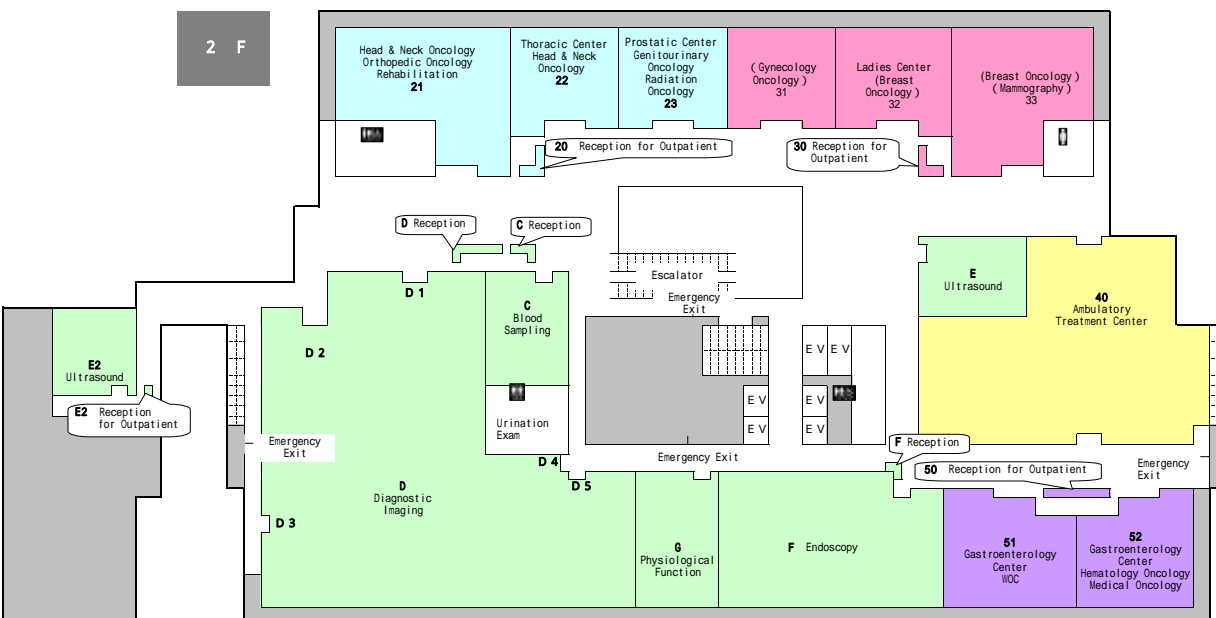 2 F
Head & Neck Oncology
Orthopedic Oncology
Rehabilitation
21
Thoracic Center
Head & Neck
Oncology
22
Prostatic Center
Genitourinary
Oncology
Radiation
Oncology
23
(Gynecology
Oncology)
31
Ladies Center
(Breast
Oncology)
32
(Breast Oncology)
(Mammography)
33
20 Reception for Outpatient
30 Reception for
Outpatient
D Reception
C Reception
Escalator
Emergency
Exit
E
Ultrasound
40
Ambulatory
Treatment Center
D 1
C
Blood
Sampling
D 2
E2
Ultrasound
E V
E V
E V
E V
E V
E V
E2 Reception
for Outpatient
Urination
Exam
Emergency
Exit
F Reception
Emergency Exit
D 4
50 Reception for Outpatient
Emergency
Exit
D
Diagnostic
Imaging
D 5
D 3
G
Physiological
Function
F Endoscopy
51
Gastroenterology
Center
WOC
52
Gastroenterology
Center
Hematology Oncology
Medical Oncology